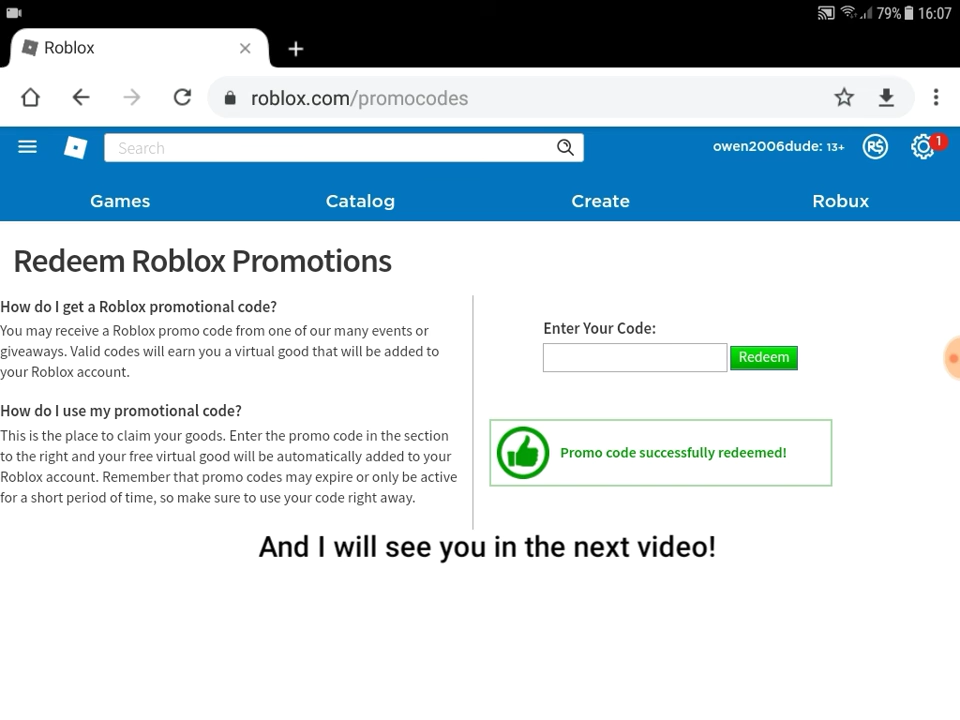 79% 16:07
Roblox
roblox.com/promocodes
Search
owen2006dude: 13+
R$
1
Games
Catalog
Create
Robux
Redeem Roblox Promotions
How do I get a Roblox promotional code?
You may receive a Roblox promo code from one of our many events or
giveaways. Valid codes will earn you a virtual good that will be added to
your Roblox account.
How do I use my promotional code?
This is the place to claim your goods. Enter the promo code in the section
to the right and your free virtual good will be automatically added to your
Roblox account. Remember that promo codes may expire or only be active
for a short period of time, so make sure to use your code right away.
Enter Your Code:
Redeem
Promo code successfully redeemed!
And I will see you in the next video!